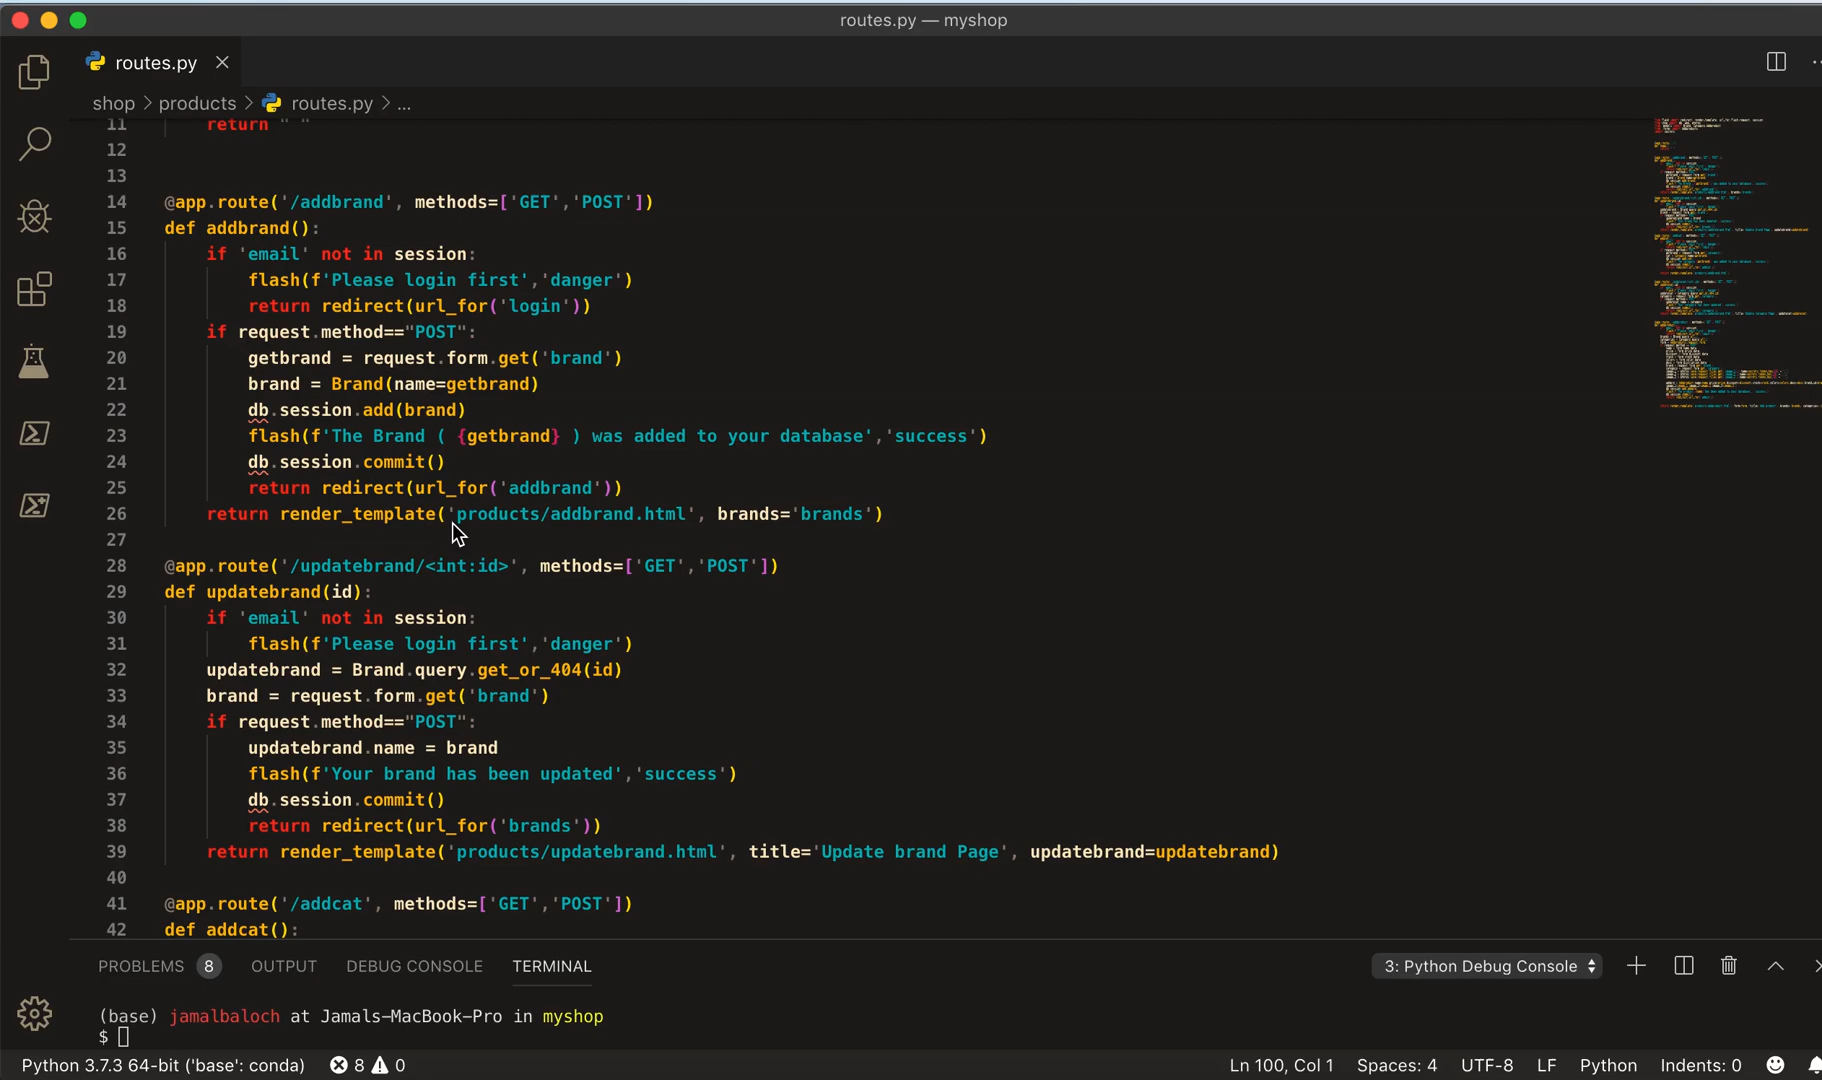 routes.py — myshop
routes.py
shop > products > routes.py > ...
11 return " "
12
13
14 @app.route('/addbrand', methods=['GET','POST'])
15 def addbrand():
16 if 'email' not in session:
17 flash(f'Please login first','danger')
18 return redirect(url_for('login'))
19 if request.method=="POST":
20 getbrand = request.form.get('brand')
21 brand = Brand(name=getbrand)
22 db.session.add(brand)
23 flash(f'The Brand ( {getbrand} ) was added to your database','success')
24 db.session.commit()
25 return redirect(url_for('addbrand'))
26 return render_template('products/addbrand.html', brands='brands')
27
28 @app.route('/updatebrand/<int:id>', methods=['GET','POST'])
29 def updatebrand(id):
30 if 'email' not in session:
31 flash(f'Please login first','danger')
32 updatebrand = Brand.query.get_or_404(id)
33 brand = request.form.get('brand')
34 if request.method=="POST":
35 updatebrand.name = brand
36 flash(f'Your brand has been updated','success')
37 db.session.commit()
38 return redirect(url_for('brands'))
39 return render_template('products/updatebrand.html', title='Update brand Page', updatebrand=updatebrand)
40
41 @app.route('/addcat', methods=['GET','POST'])
42 def addcat():
PROBLEMS 8 OUTPUT DEBUG CONSOLE TERMINAL 3: Python Debug Console
(base) jamalbaloch at Jamals-MacBook-Pro in myshop
$
Python 3.7.3 64-bit ('base': conda) 8 0 Ln 100, Col 1 Spaces: 4 UTF-8 LF Python Indents: 0